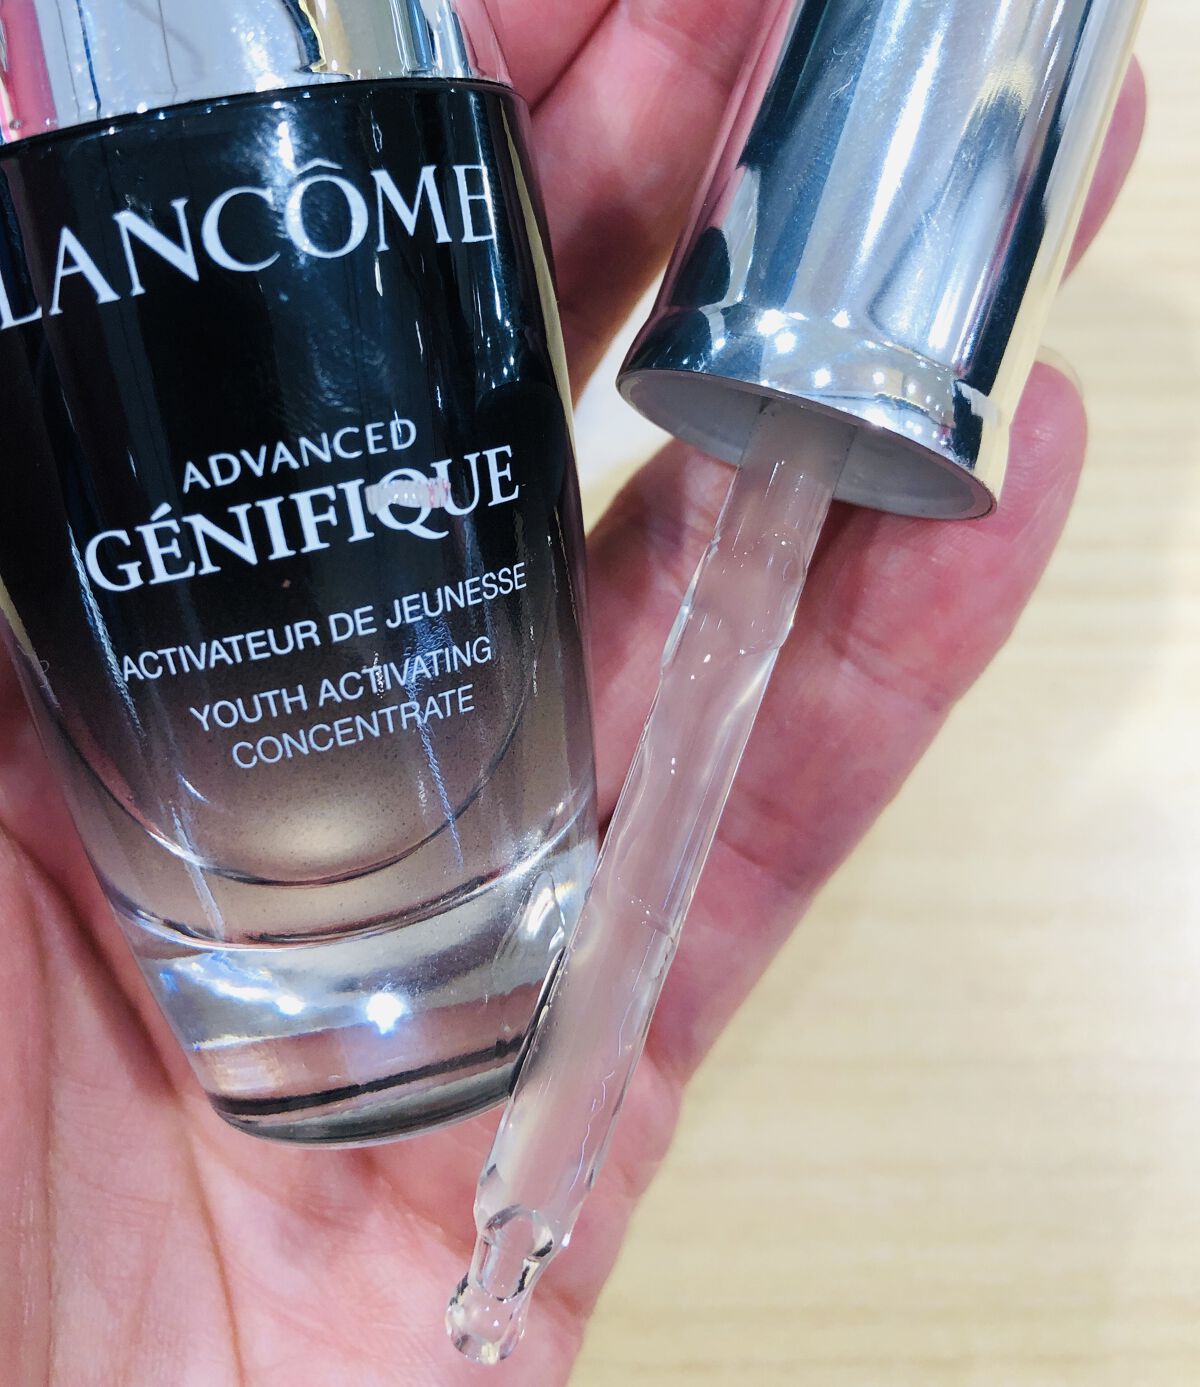 LANCÔME
ADVANCED
GÉNIFIQUE
ACTIVATEUR DE JEUNESSE
YOUTH ACTIVATING
CONCENTRATE